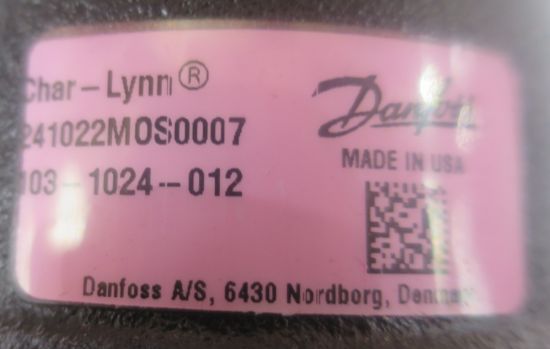 Char-Lynn®
241022MOS0007
103-1024-012
Danfoss
MADE IN USA
Danfoss A/S, 6430 Nordborg, Denmark